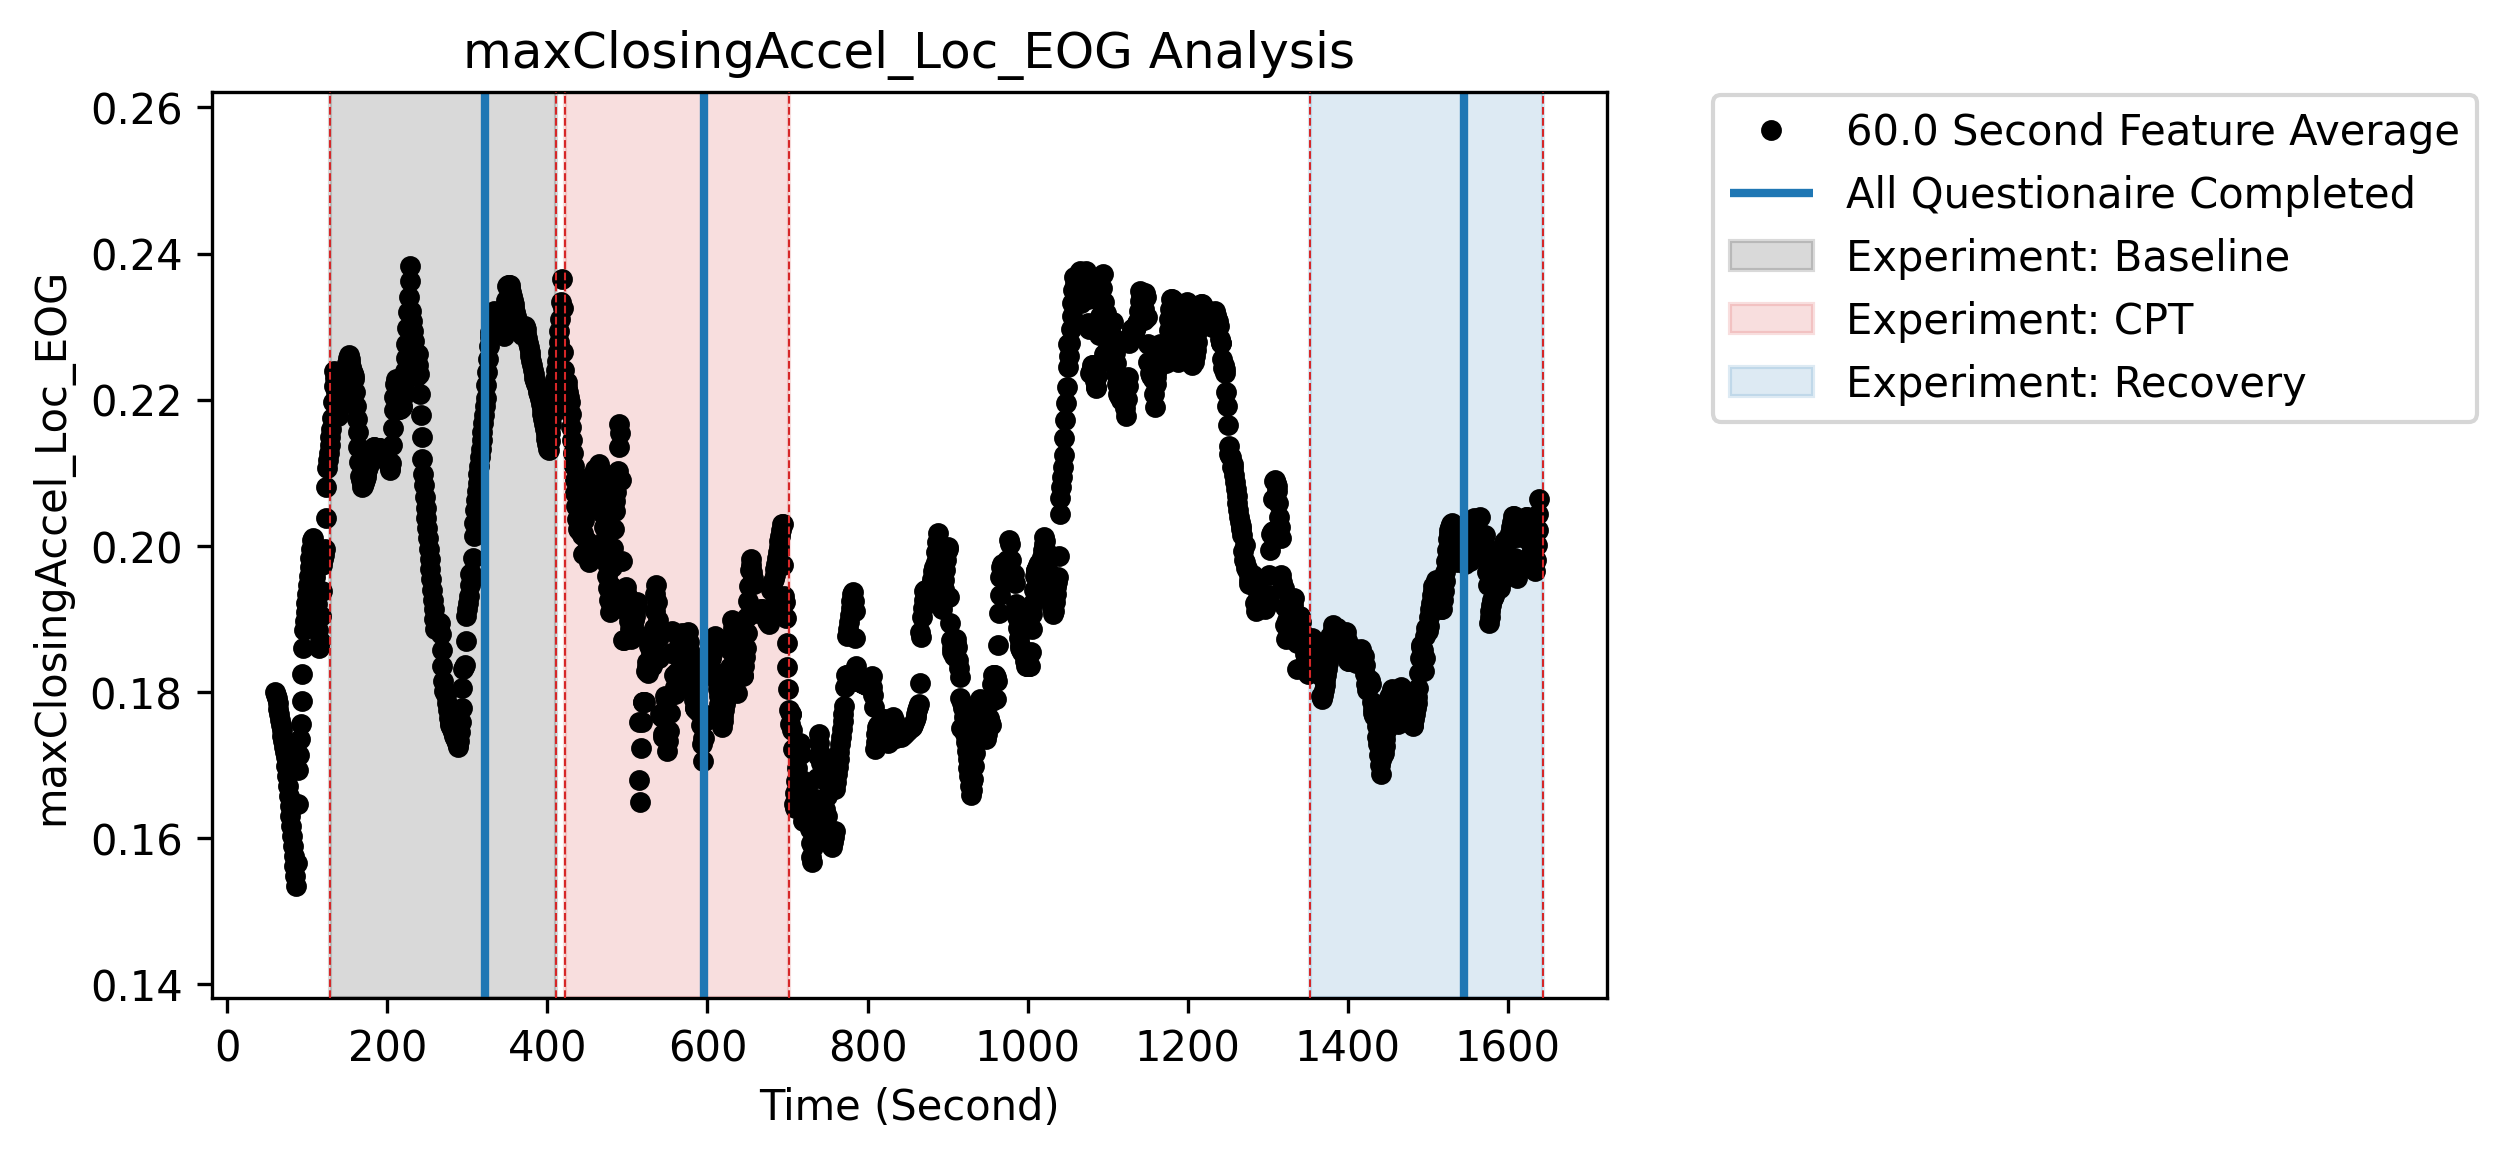 maxClosingAccel_Loc_EOG Analysis
maxClosingAccel_Loc_EOG
0.26
0.24
0.22
0.20
0.18
0.16
0.14
0 200 400 600 800 1000 1200 1400 1600
Time (Second)
60.0 Second Feature Average
All Questionaire Completed
Experiment: Baseline
Experiment: CPT
Experiment: Recovery